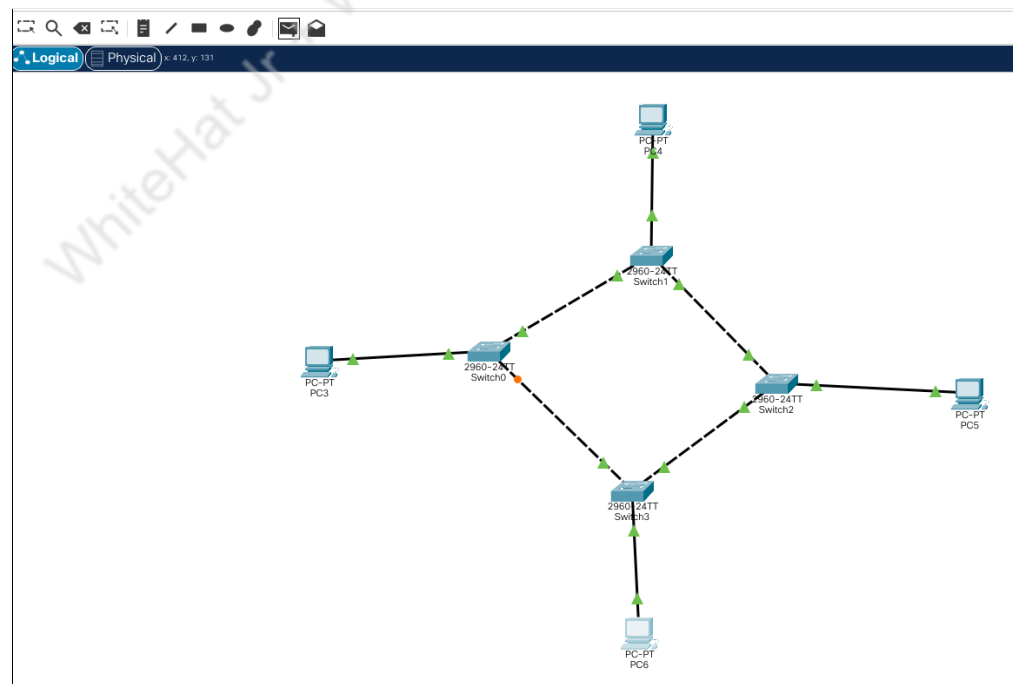 Logical Physical x: 412, y: 131
WhiteHat Jr
PC-PT
PC4
2960-24TT
Switch1
2960-24TT
Switch0
PC-PT
PC3
2960-24TT
Switch2
PC-PT
PC5
2960-24TT
Switch3
PC-PT
PC6